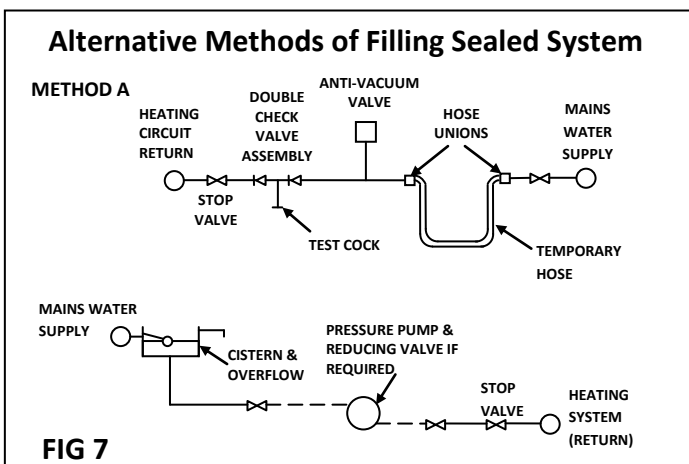 Alternative Methods of Filling Sealed System
METHOD A
HEATING
CIRCUIT
RETURN
DOUBLE
CHECK
VALVE
ASSEMBLY
ANTI-VACUUM
VALVE
HOSE
UNIONS
MAINS
WATER
SUPPLY
STOP
VALVE
TEST COCK
TEMPORARY
HOSE
MAINS WATER
SUPPLY
CISTERN &
OVERFLOW
PRESSURE PUMP &
REDUCING VALVE IF
REQUIRED
STOP
VALVE
HEATING
SYSTEM
(RETURN)
FIG 7